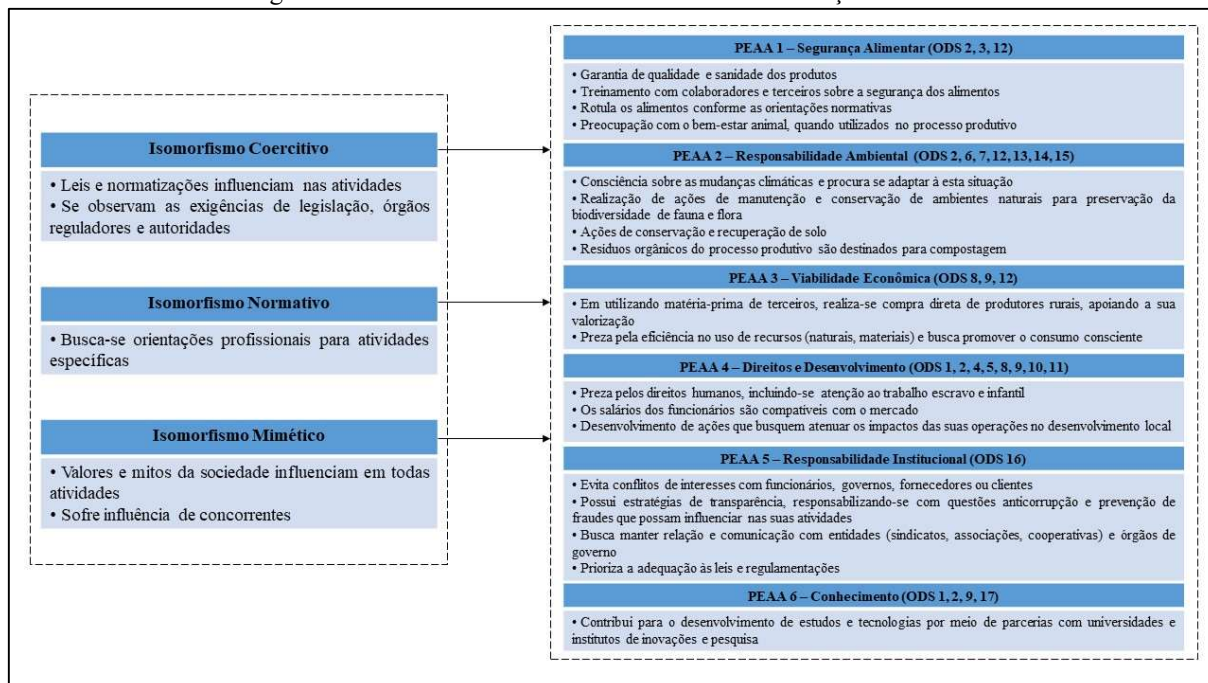 Isomorfismo Coercitivo
• Leis e normatizações influenciam nas atividades
• Se observam as exigências de legislação, órgãos
reguladores e autoridades
Isomorfismo Normativo
• Busca-se orientações profissionais para atividades
específicas
Isomorfismo Mimético
• Valores e mitos da sociedade influenciam em todas
atividades
• Sofre influência de concorrentes
PEAA 1 – Segurança Alimentar (ODS 2, 3, 12)
• Garantia de qualidade e sanidade dos produtos
• Treinamento com colaboradores e terceiros sobre a segurança dos alimentos
• Rotula os alimentos conforme as orientações normativas
• Preocupação com o bem-estar animal, quando utilizados no processo produtivo
PEAA 2 – Responsabilidade Ambiental (ODS 2, 6, 7, 12, 13, 14, 15)
• Consciência sobre as mudanças climáticas e procura se adaptar à esta situação
• Realização de ações de manutenção e conservação de ambientes naturais para preservação da
biodiversidade de fauna e flora
• Ações de conservação e recuperação de solo
• Resíduos orgânicos do processo produtivo são destinados para compostagem
PEAA 3 – Viabilidade Econômica (ODS 8, 9, 12)
• Em utilizando matéria-prima de terceiros, realiza-se compra direta de produtores rurais, apoiando a sua
valorização
• Preza pela eficiência no uso de recursos (naturais, materiais) e busca promover o consumo consciente
PEAA 4 – Direitos e Desenvolvimento (ODS 1, 2, 4, 5, 8, 9, 10, 11)
• Preza pelos direitos humanos, incluindo-se atenção ao trabalho escravo e infantil
• Os salários dos funcionários são compatíveis com o mercado
• Desenvolvimento de ações que busquem atenuar os impactos das suas operações no desenvolvimento local
PEAA 5 – Responsabilidade Institucional (ODS 16)
• Evita conflitos de interesses com funcionários, governos, fornecedores ou clientes
• Possui estratégias de transparência, responsabilizando-se com questões anticorrupção e prevenção de
fraudes que possam influenciar nas suas atividades
• Busca manter relação e comunicação com entidades (sindicatos, associações, cooperativas) e órgãos de
governo
• Prioriza a adequação às leis e regulamentações
PEAA 6 – Conhecimento (ODS 1, 2, 9, 17)
• Contribui para o desenvolvimento de estudos e tecnologias por meio de parcerias com universidades e
institutos de inovações e pesquisa